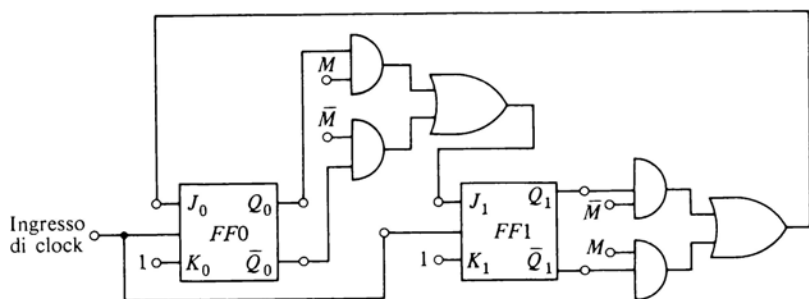 M
M̄
J₀ Q₀
FF0
K₀ Q̄₀
1
Ingresso
di clock
J₁ Q₁
FF1
K₁ Q̄₁
1
M̄
M